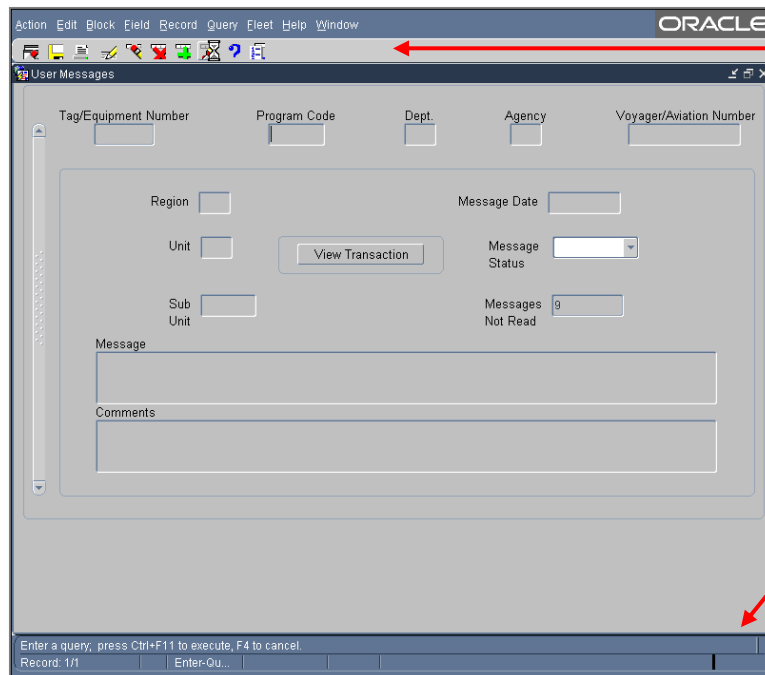 Action Edit Block Field Record Query Fleet Help Window ORACLE
User Messages
Tag/Equipment Number Program Code Dept. Agency Voyager/Aviation Number
Region Message Date
Unit View Transaction Message Status
Sub Unit Messages Not Read 9
Message
Comments
Enter a query; press Ctrl+F11 to execute, F4 to cancel.
Record: 1/1 Enter-Qu...